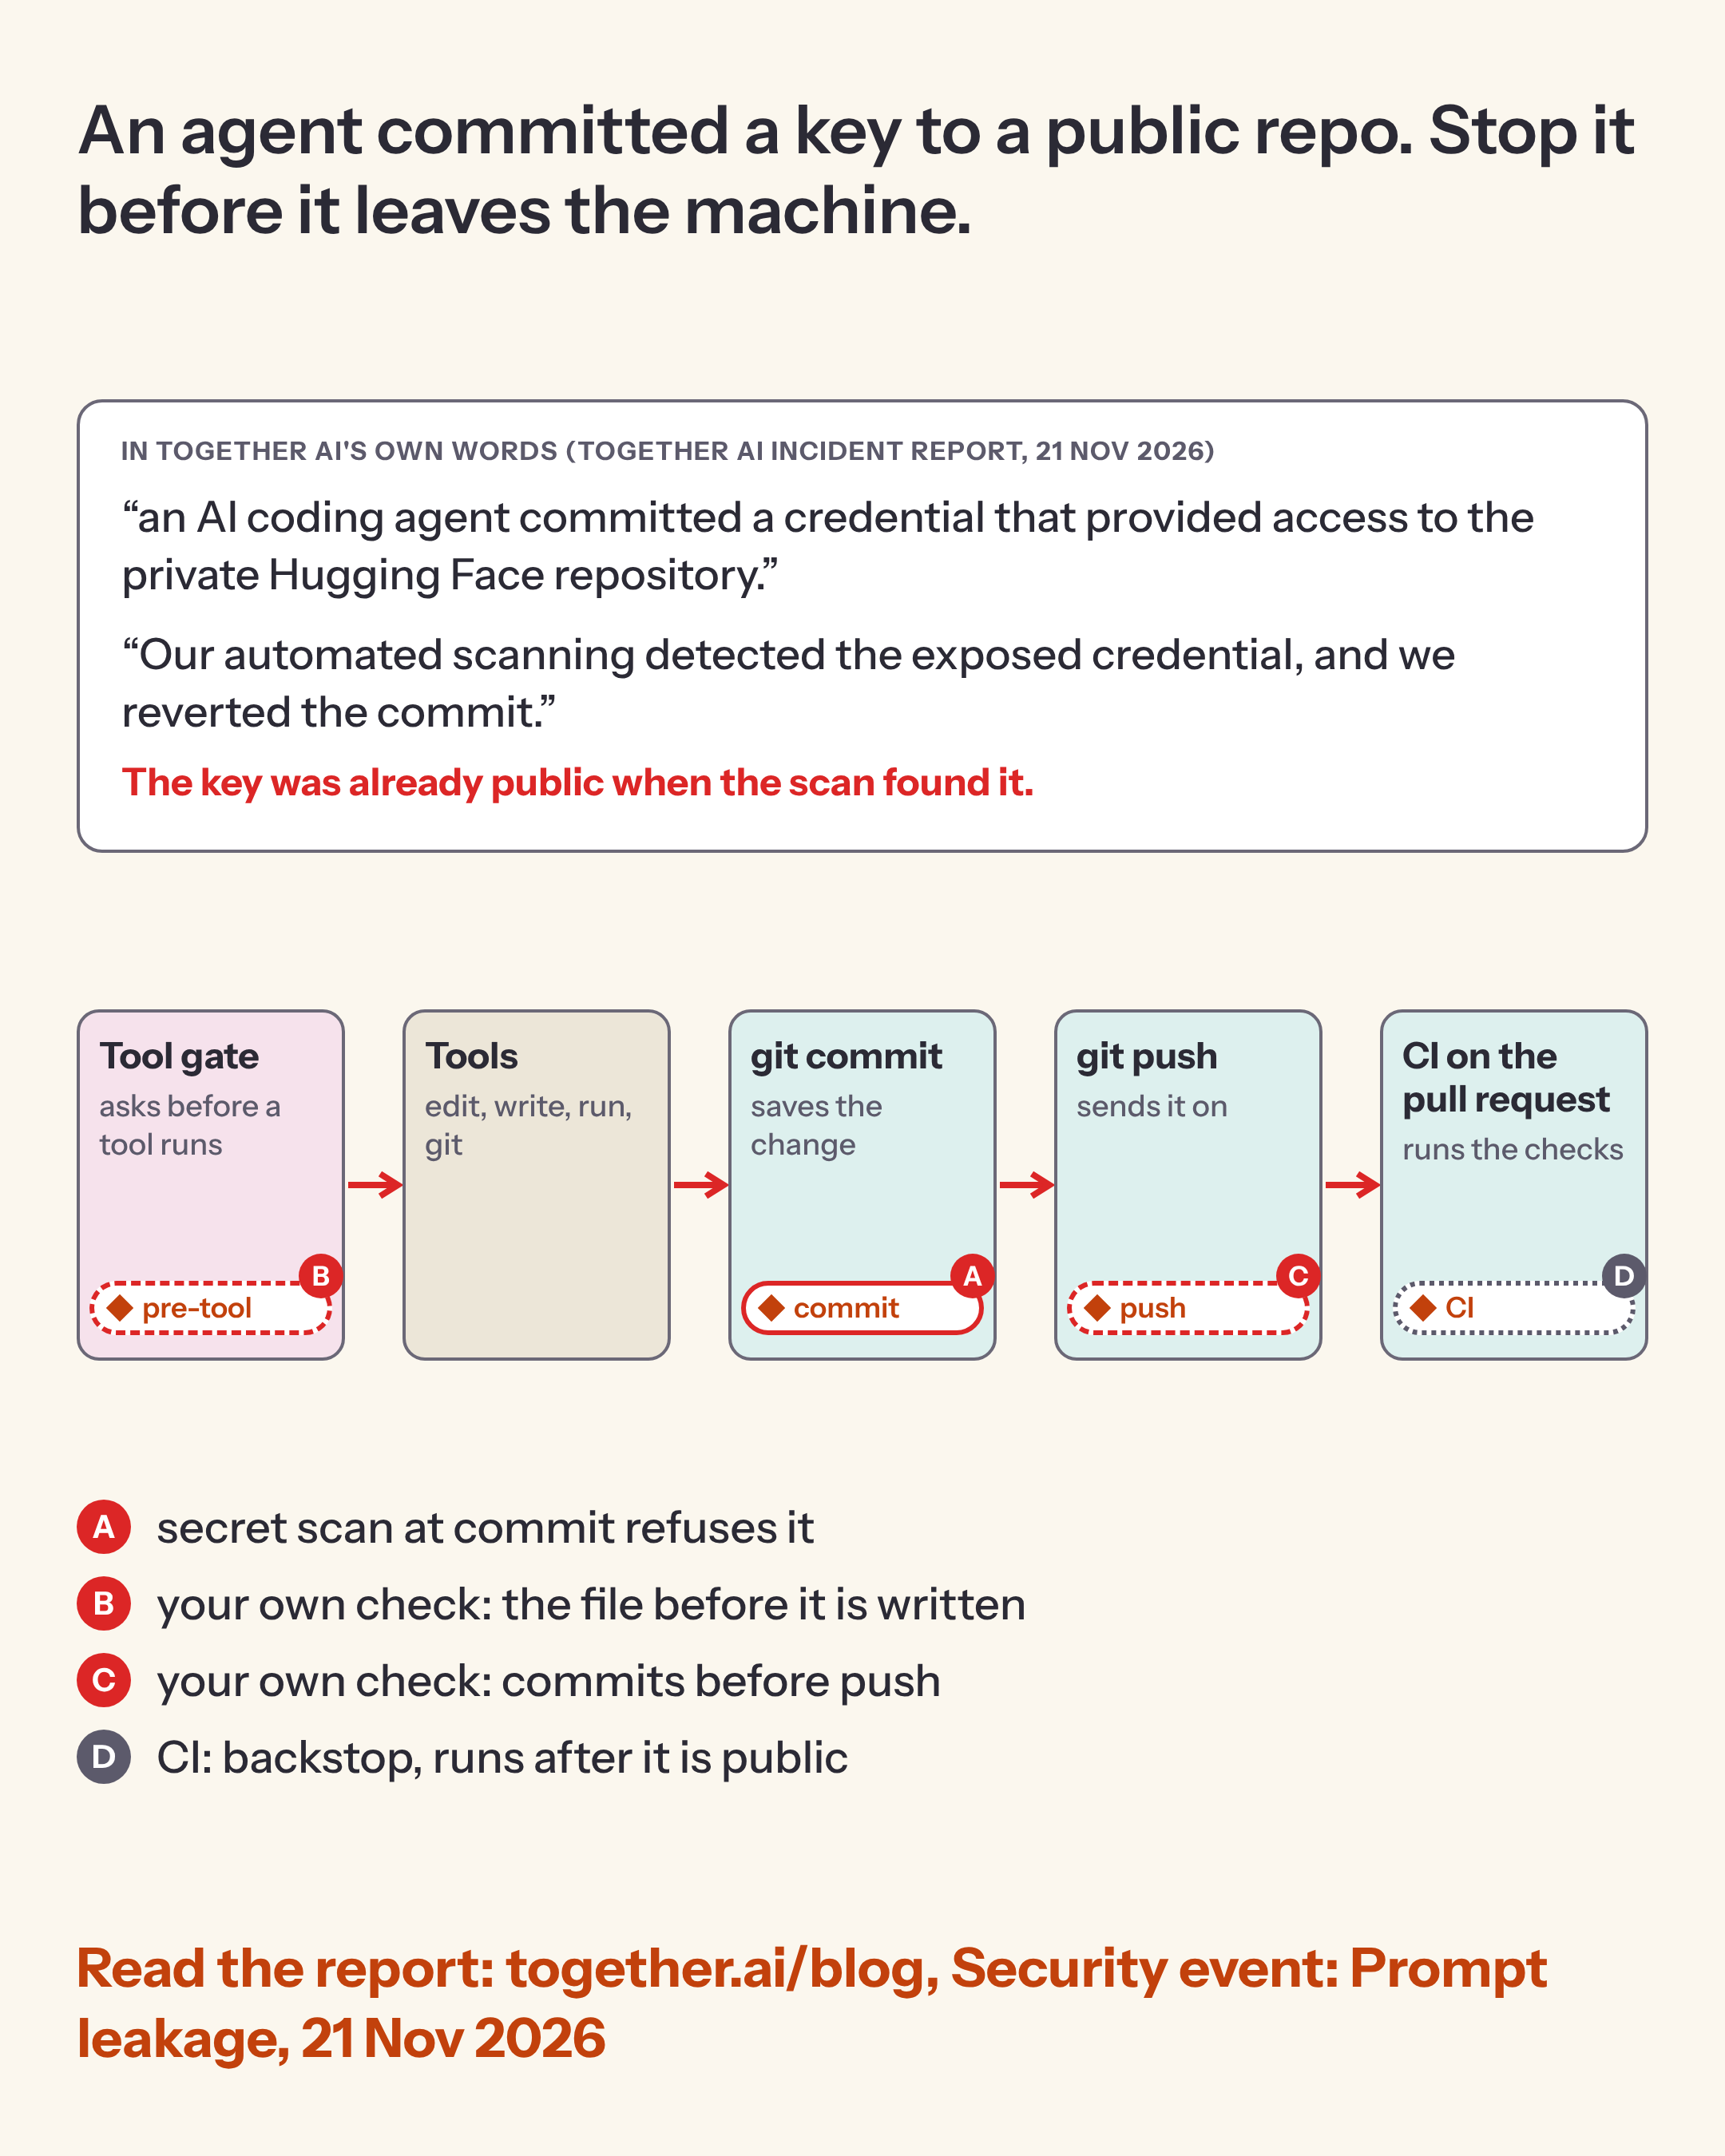 An agent committed a key to a public repo. Stop it
before it leaves the machine.
IN TOGETHER AI'S OWN WORDS (TOGETHER AI INCIDENT REPORT, 21 NOV 2026)
“an AI coding agent committed a credential that provided access to the
private Hugging Face repository.”
“Our automated scanning detected the exposed credential, and we
reverted the commit.”
The key was already public when the scan found it.
Tool gate
asks before a
tool runs
B
pre-tool
Tools
edit, write, run,
git
git commit
saves the
change
A
commit
git push
sends it on
C
push
CI on the
pull request
runs the checks
D
CI
A secret scan at commit refuses it
B your own check: the file before it is written
C your own check: commits before push
D CI: backstop, runs after it is public
Read the report: together.ai/blog, Security event: Prompt
leakage, 21 Nov 2026